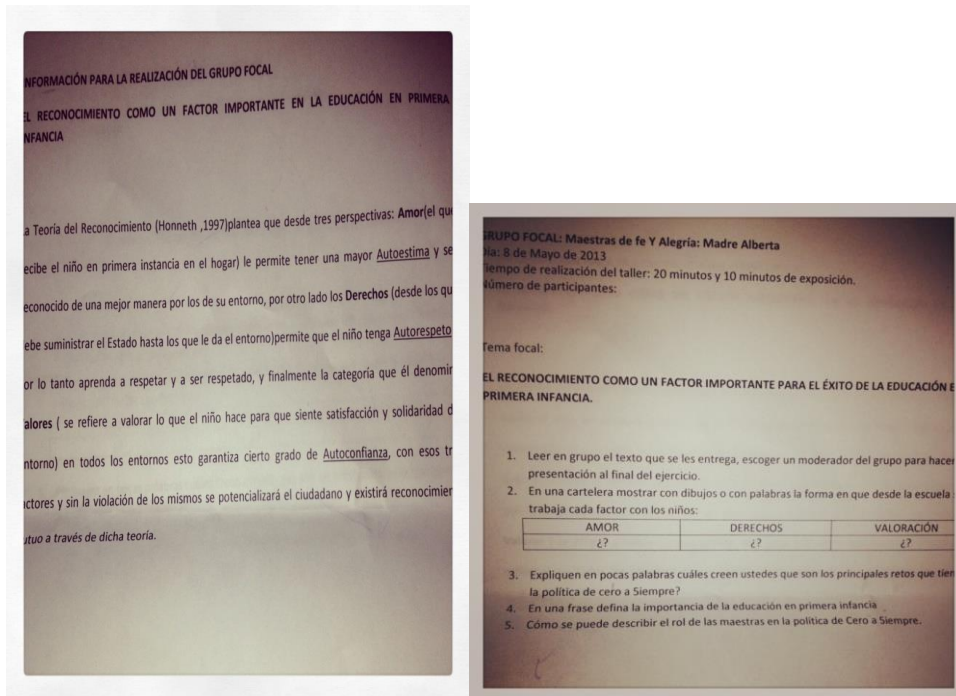 NFORMACIÓN PARA LA REALIZACIÓN DEL GRUPO FOCAL
EL RECONOCIMIENTO COMO UN FACTOR IMPORTANTE EN LA EDUCACIÓN EN PRIMERA
NFANCIA
a Teoría del Reconocimiento (Honneth ,1997)plantea que desde tres perspectivas: Amor(el qu
ecibe el niño en primera instancia en el hogar) le permite tener una mayor Autoestima y se
econocido de una mejor manera por los de su entorno, por otro lado los Derechos (desde los qu
ebe suministrar el Estado hasta los que le da el entorno)permite que el niño tenga Autorespeto
or lo tanto aprenda a respetar y a ser respetado, y finalmente la categoría que él denomin
alores ( se refiere a valorar lo que el niño hace para que siente satisfacción y solidaridad d
ntorno) en todos los entornos esto garantiza cierto grado de Autoconfianza, con esos tr
actores y sin la violación de los mismos se potencializará el ciudadano y existirá reconocimien
utuo a través de dicha teoría.
GRUPO FOCAL: Maestras de fe Y Alegría: Madre Alberta
Dia: 8 de Mayo de 2013
Tiempo de realización del taller: 20 minutos y 10 minutos de exposición.
Número de participantes:
Tema focal:
EL RECONOCIMIENTO COMO UN FACTOR IMPORTANTE PARA EL ÉXITO DE LA EDUCACIÓN E
PRIMERA INFANCIA.
1. Leer en grupo el texto que se les entrega, escoger un moderador del grupo para hacer
presentación al final del ejercicio.
2. En una cartelera mostrar con dibujos o con palabras la forma en que desde la escuela
trabaja cada factor con los niños:
AMOR DERECHOS VALORACIÓN
¿? ¿? ¿?
3. Expliquen en pocas palabras cuáles creen ustedes que son los principales retos que tien
la política de cero a Siempre?
4. En una frase defina la importancia de la educación en primera infancia
5. Cómo se puede describir el rol de las maestras en la política de Cero a Siempre.